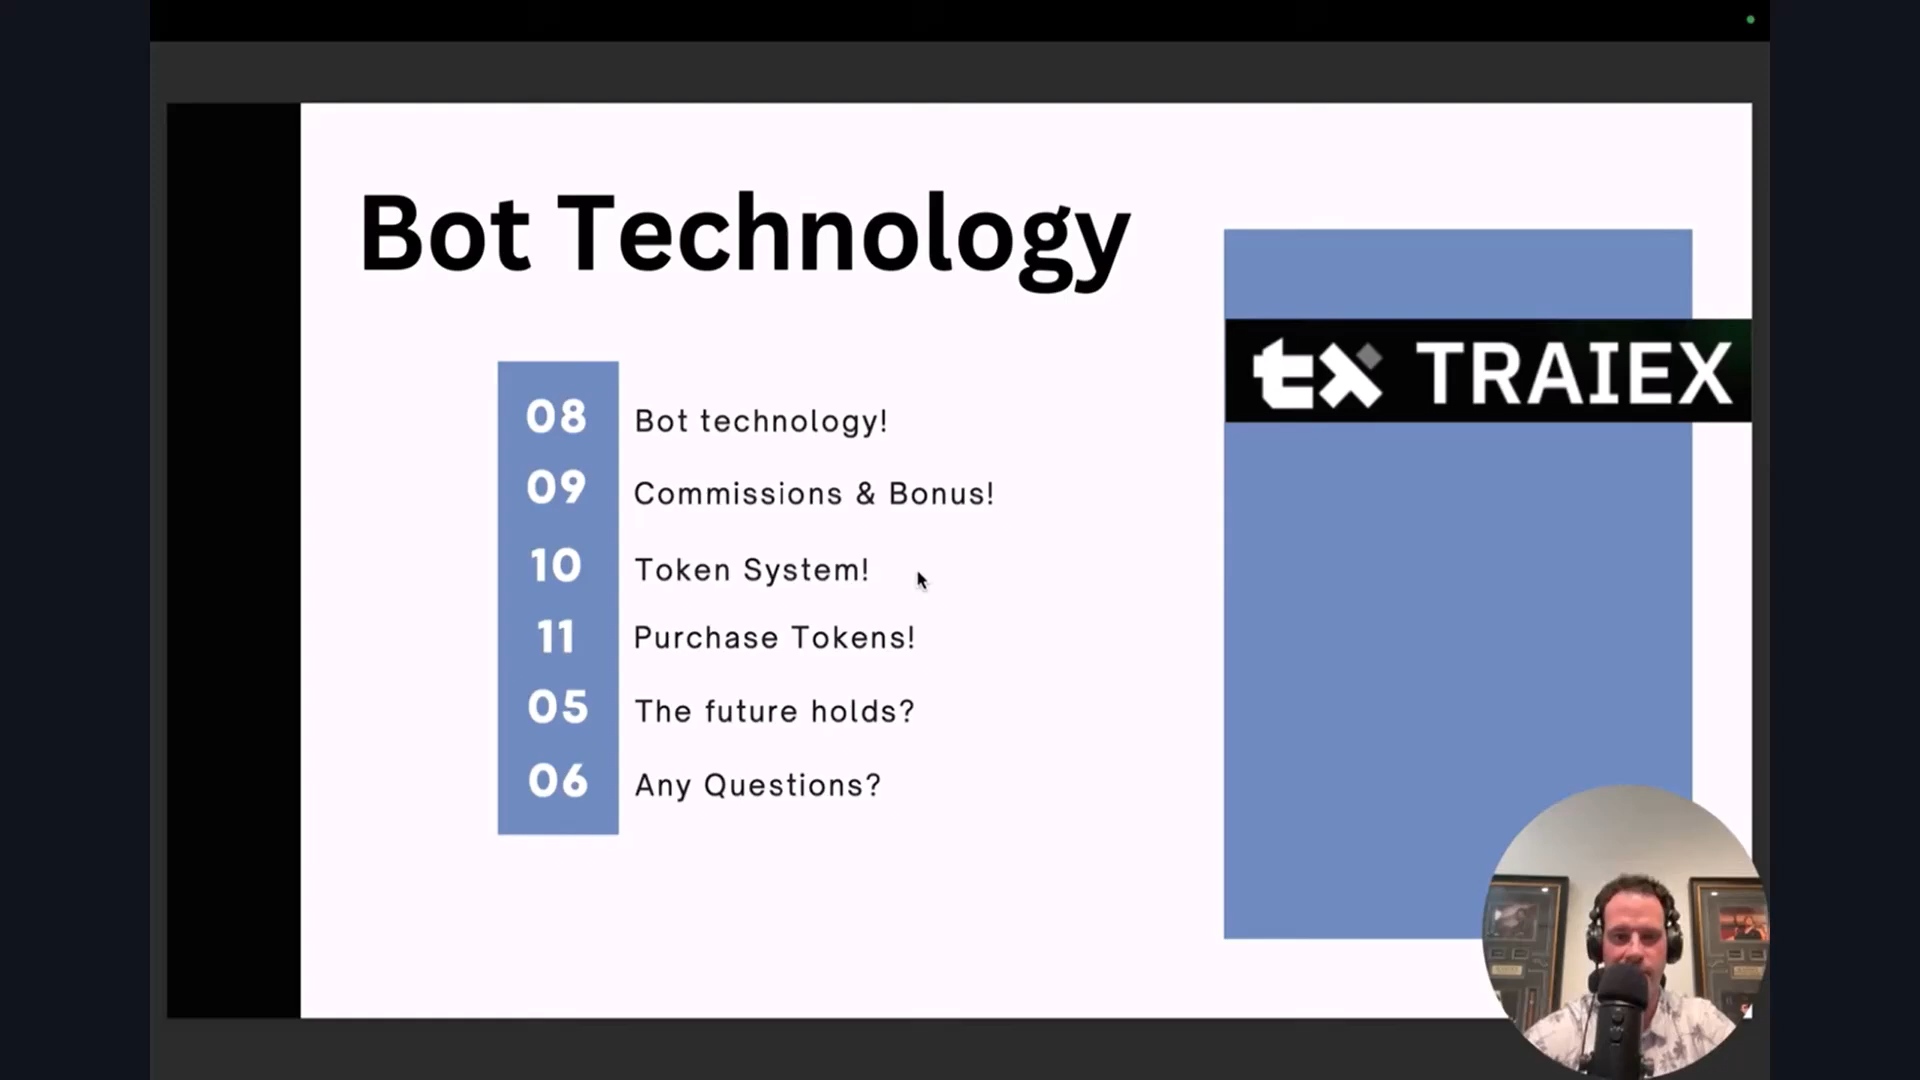 Bot Technology
tx TRAIEX
08 Bot technology!
09 Commissions & Bonus!
10 Token System!
11 Purchase Tokens!
05 The future holds?
06 Any Questions?